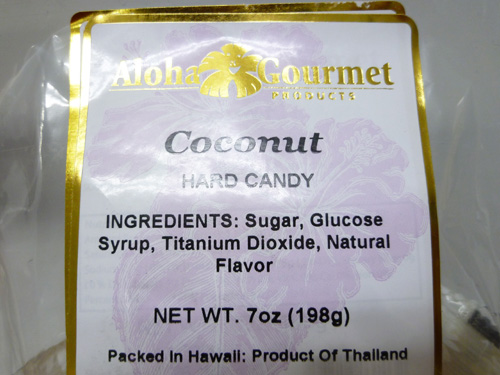 Aloha Gourmet
PRODUCTS
Coconut
HARD CANDY
INGREDIENTS: Sugar, Glucose
Syrup, Titanium Dioxide, Natural
Flavor
NET WT. 7oz (198g)
Packed In Hawaii: Product Of Thailand